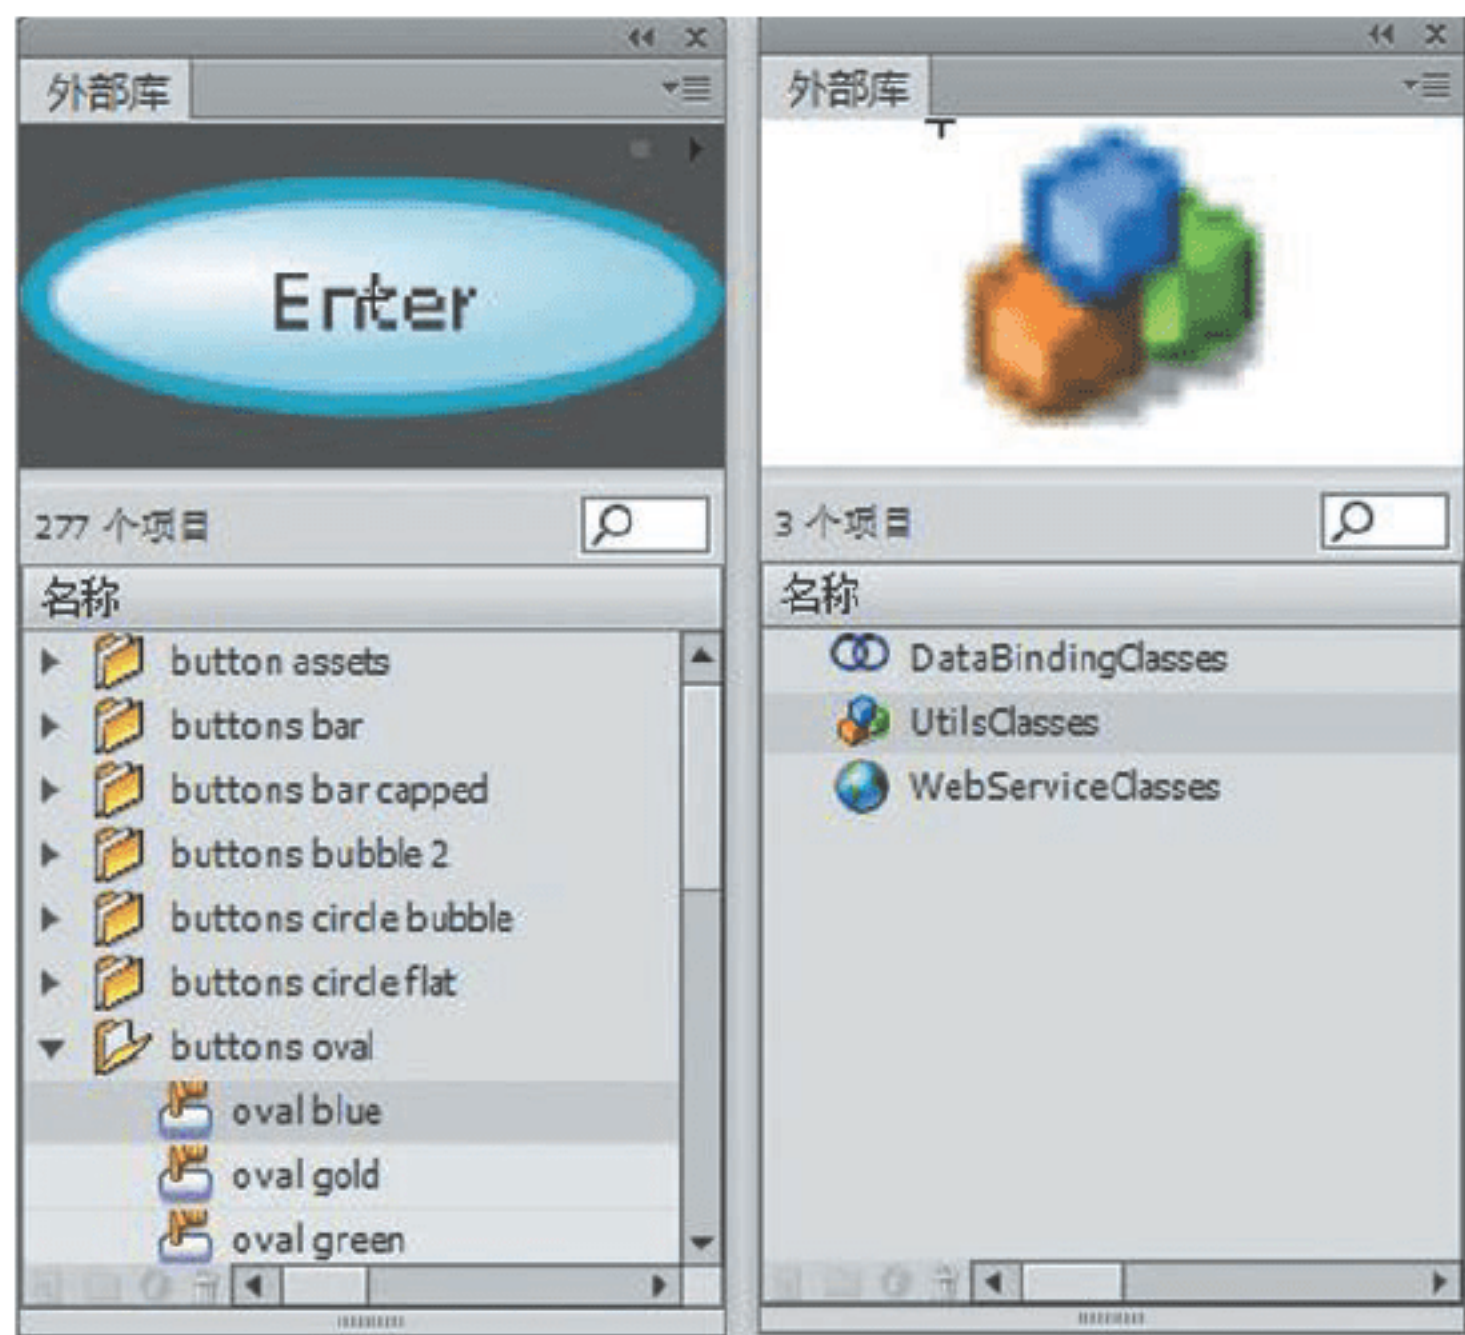 外部库
Enter
277 个项目
名称
button assets
buttons bar
buttons bar capped
buttons bubble 2
buttons circle bubble
buttons circle flat
buttons oval
oval blue
oval gold
oval green
外部库
3 个项目
名称
DataBindingClasses
UtilsClasses
WebServiceClasses